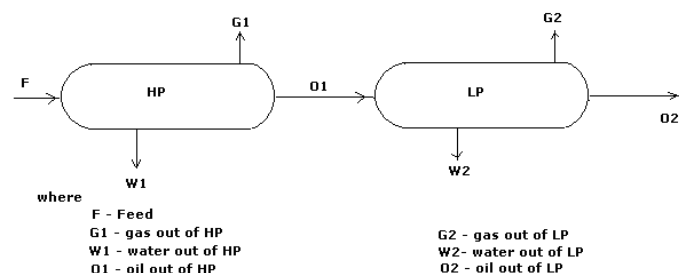 G1
G2
F
HP
O1
LP
O2
W1
W2
where
F - Feed
G1 - gas out of HP
W1 - water out of HP
O1 - oil out of HP
G2 - gas out of LP
W2- water out of LP
O2 - oil out of LP